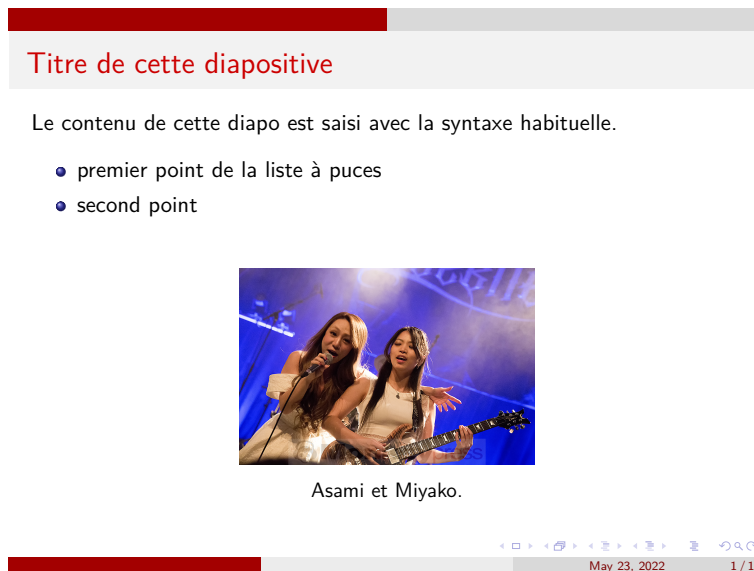 Titre de cette diapositive
Le contenu de cette diapo est saisi avec la syntaxe habituelle.
premier point de la liste à puces
second point
Asami et Miyako.
May 23, 2022 1 / 1